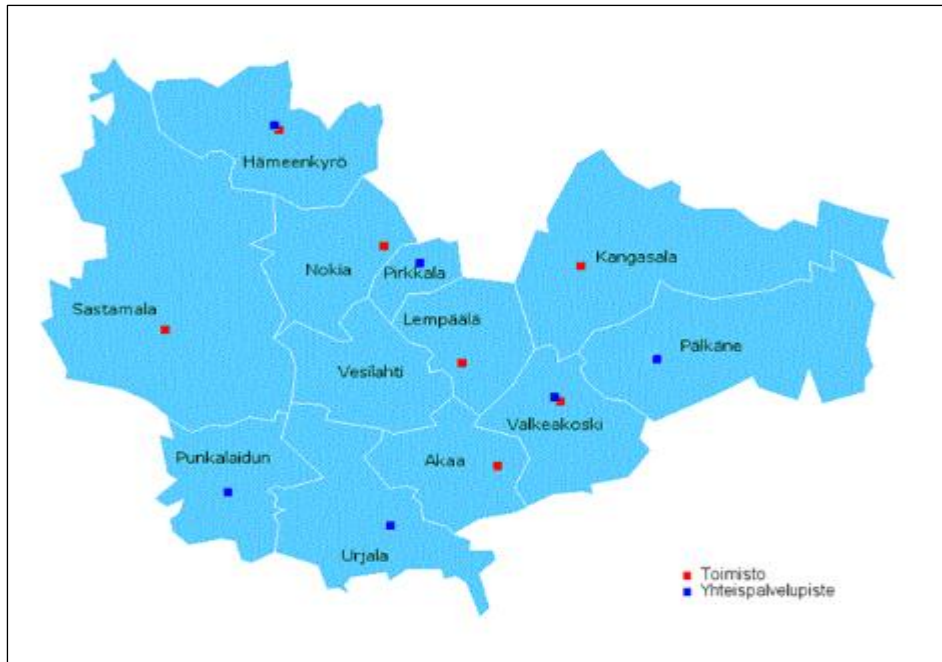 Hämeenkyrö
Kangasala
Nokia
Pirkkala
Sastamala
Lempäälä
Pälkäne
Vesilahti
Valkeakoski
Punkalaidun
Akaa
Urjala
Toimisto
Yhteispalvelupiste